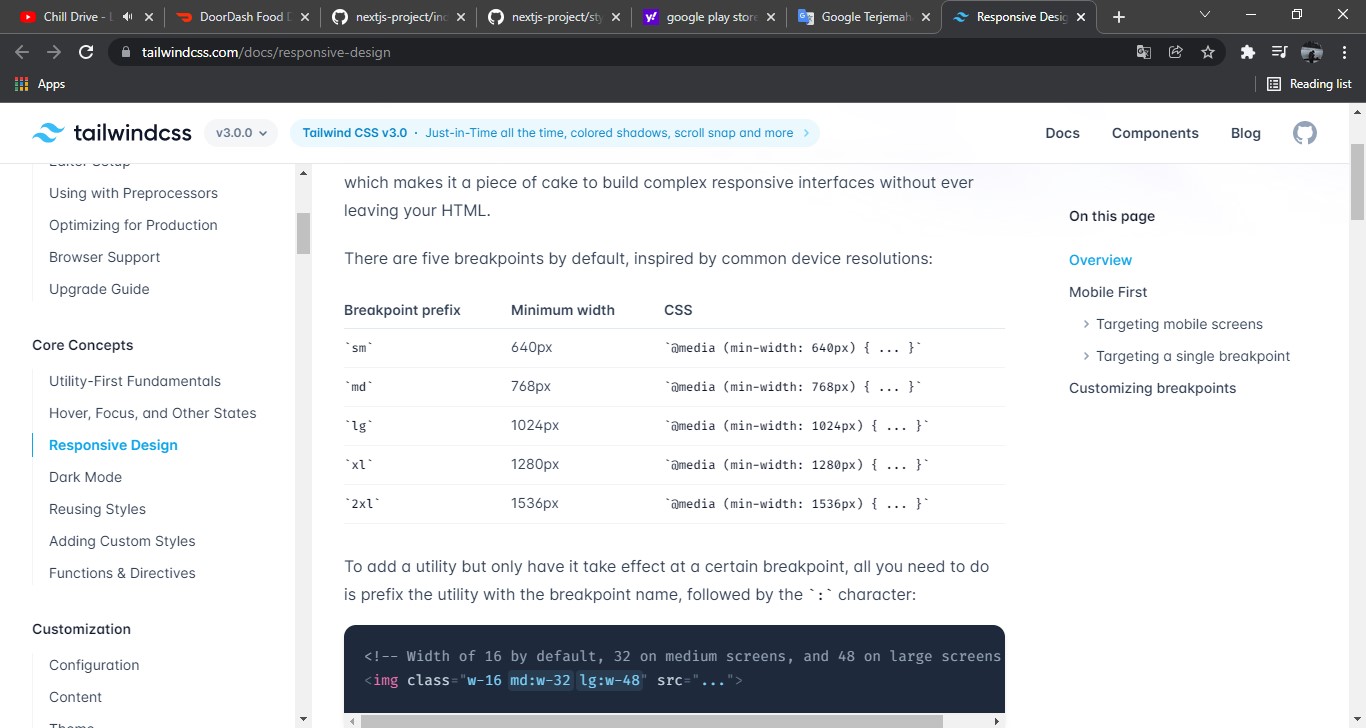 Chill Drive - L
DoorDash Food D
nextjs-project/ind
nextjs-project/sty
google play store
Google Terjemah
Responsive Desig
tailwindcss.com/docs/responsive-design
Apps
Reading list
tailwindcss
v3.0.0
Tailwind CSS v3.0 · Just-in-Time all the time, colored shadows, scroll snap and more
Docs
Components
Blog
Editor Setup
Using with Preprocessors
Optimizing for Production
Browser Support
Upgrade Guide
Core Concepts
Utility-First Fundamentals
Hover, Focus, and Other States
Responsive Design
Dark Mode
Reusing Styles
Adding Custom Styles
Functions & Directives
Customization
Configuration
Content
Theme
which makes it a piece of cake to build complex responsive interfaces without ever
leaving your HTML.
There are five breakpoints by default, inspired by common device resolutions:
Breakpoint prefix Minimum width CSS
`sm` 640px `@media (min-width: 640px) { ... }`
`md` 768px `@media (min-width: 768px) { ... }`
`lg` 1024px `@media (min-width: 1024px) { ... }`
`xl` 1280px `@media (min-width: 1280px) { ... }`
`2xl` 1536px `@media (min-width: 1536px) { ... }`
To add a utility but only have it take effect at a certain breakpoint, all you need to do
is prefix the utility with the breakpoint name, followed by the `:` character:
<!-- Width of 16 by default, 32 on medium screens, and 48 on large screens
<img class="w-16 md:w-32 lg:w-48" src="...">
On this page
Overview
Mobile First
Targeting mobile screens
Targeting a single breakpoint
Customizing breakpoints